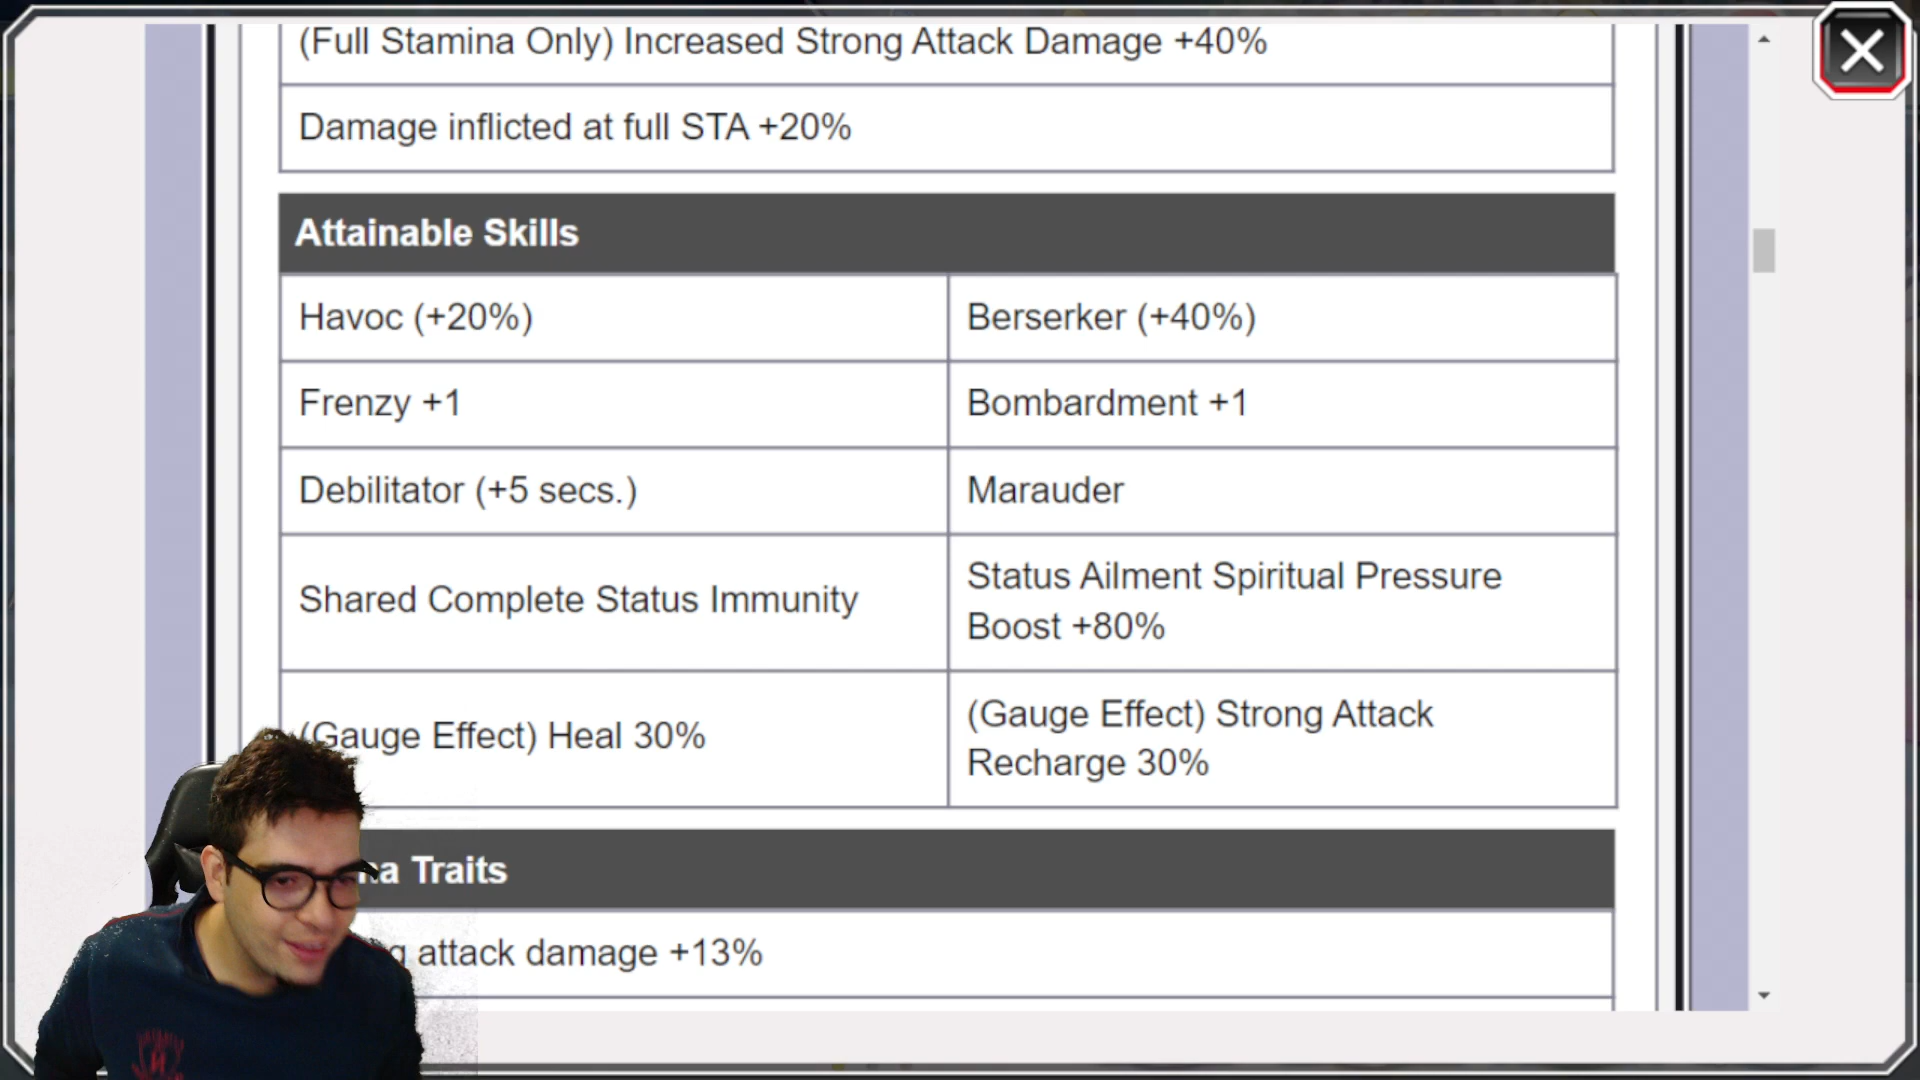 (Full Stamina Only) Increased Strong Attack Damage +40%
Damage inflicted at full STA +20%
Attainable Skills
Havoc (+20%)
Berserker (+40%)
Frenzy +1
Bombardment +1
Debilitator (+5 secs.)
Marauder
Shared Complete Status Immunity
Status Ailment Spiritual Pressure
Boost +80%
(Gauge Effect) Heal 30%
(Gauge Effect) Strong Attack
Recharge 30%
Traits
attack damage +13%